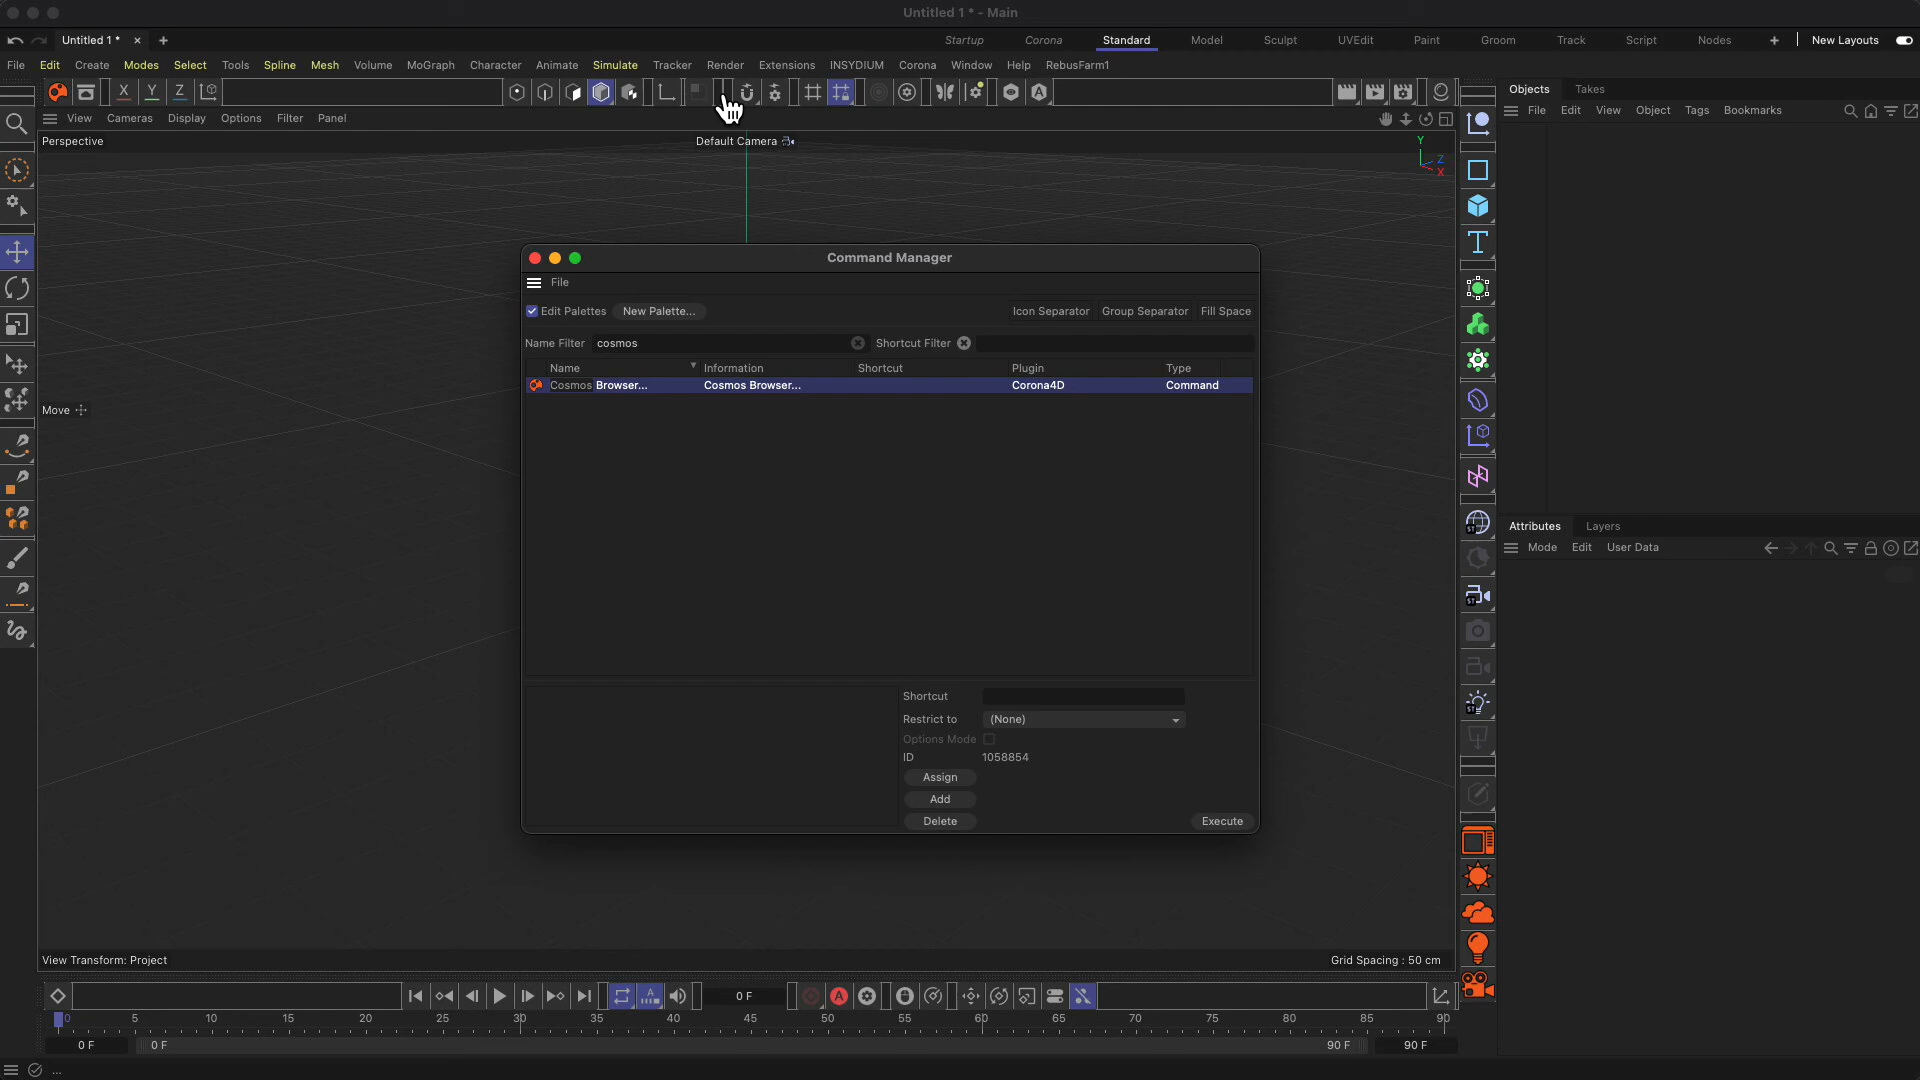 Untitled 1 * - Main
Untitled 1 * × +
Startup Corona Standard Model Sculpt UVEdit Paint Groom Track Script Nodes + New Layouts
File Edit Create Modes Select Tools Spline Mesh Volume MoGraph Character Animate Simulate Tracker Render Extensions INSYDIUM Corona Window Help RebusFarm1
X Y Z
Objects Takes
File Edit View Object Tags Bookmarks
View Cameras Display Options Filter Panel
Perspective
Default Camera
Y
Z
X
Command Manager
File
Edit Palettes New Palette... Icon Separator Group Separator Fill Space
Name Filter cosmos Shortcut Filter
Name Information Shortcut Plugin Type
Cosmos Browser... Cosmos Browser... Corona4D Command
Move
ST
Attributes Layers
Mode Edit User Data
ST
ST
Shortcut
Restrict to (None)
Options Mode
ID 1058854
Assign
Add
Delete
Execute
View Transform: Project
Grid Spacing : 50 cm
A 0 F A
0 5 10 15 20 25 30 35 40 45 50 55 60 65 70 75 80 85 90
0 F 0 F 90 F 90 F
...